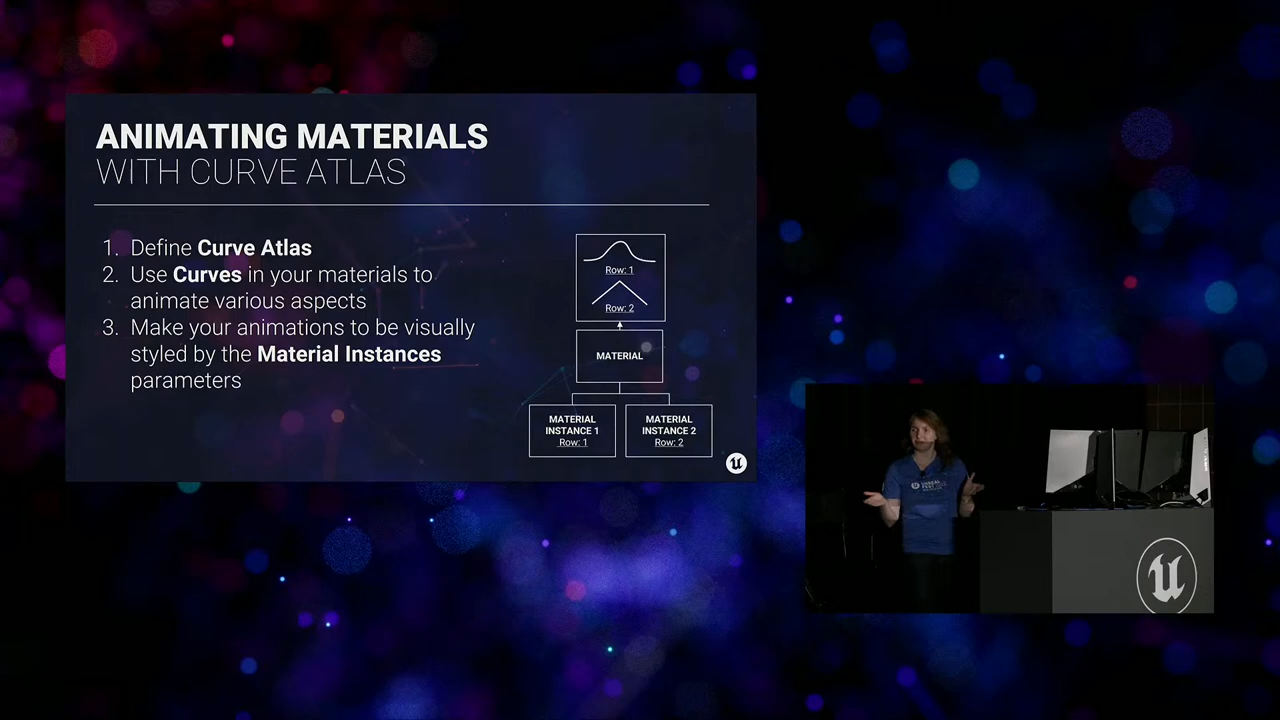 ANIMATING MATERIALS
WITH CURVE ATLAS
1. Define Curve Atlas
2. Use Curves in your materials to
animate various aspects
3. Make your animations to be visually
styled by the Material Instances
parameters
Row: 1
Row: 2
MATERIAL
MATERIAL
INSTANCE 1
Row: 1
MATERIAL
INSTANCE 2
Row: 2
UNREAL